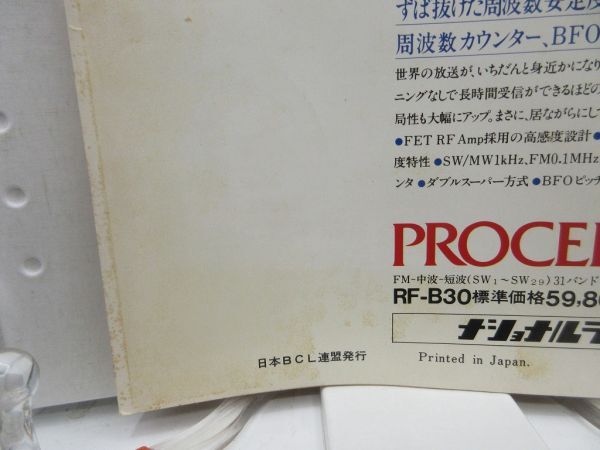 ずば抜けた周波数安定度
周波数カウンター、BFO
世界の放送が、いちだんと身近かになり
ニングなしで長時間受信ができるほどの
局性も大幅にアップ。まさに、居ながらにして
●FET RF Amp採用の高感度設計●
度特性●SW/MW1kHz、FM0.1MHz
ンタ●ダブルスーパー方式●BFOピッチ
PROCEE
FM-中波-短波(SW₁〜SW₂₉)31バンド
RF-B30標準価格59,80
ナショナルラ
日本BCL連盟発行
Printed in Japan.